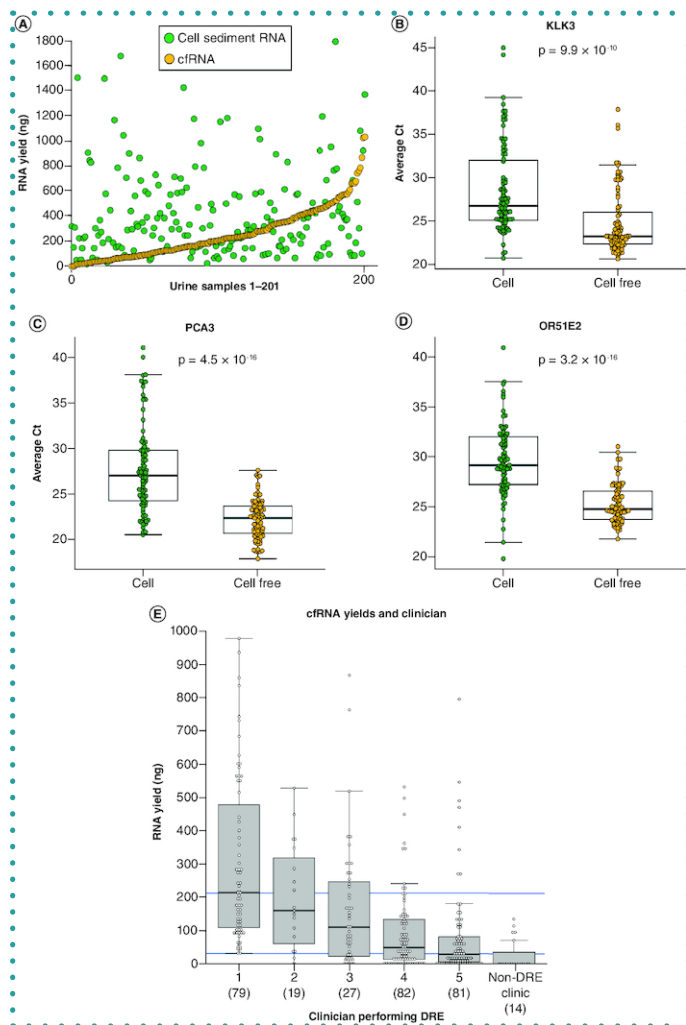 A
Cell sediment RNA
cfRNA
RNA yield (ng)
1800
1600
1400
1200
1000
800
600
400
200
0
0
200
Urine samples 1–201
B
KLK3
p = 9.9 × 10⁻¹⁰
Average Ct
45
40
35
30
25
20
Cell
Cell free
C
PCA3
p = 4.5 × 10⁻¹⁶
Average Ct
40
30
25
20
Cell
Cell free
D
OR51E2
p = 3.2 × 10⁻¹⁶
40
35
30
25
20
Cell
Cell free
E
cfRNA yields and clinician
RNA yield (ng)
1000
900
800
700
600
500
400
300
200
100
0
1 2 3 4 5 Non-DRE
(79) (19) (27) (82) (81) clinic
(14)
Clinician performing DRE